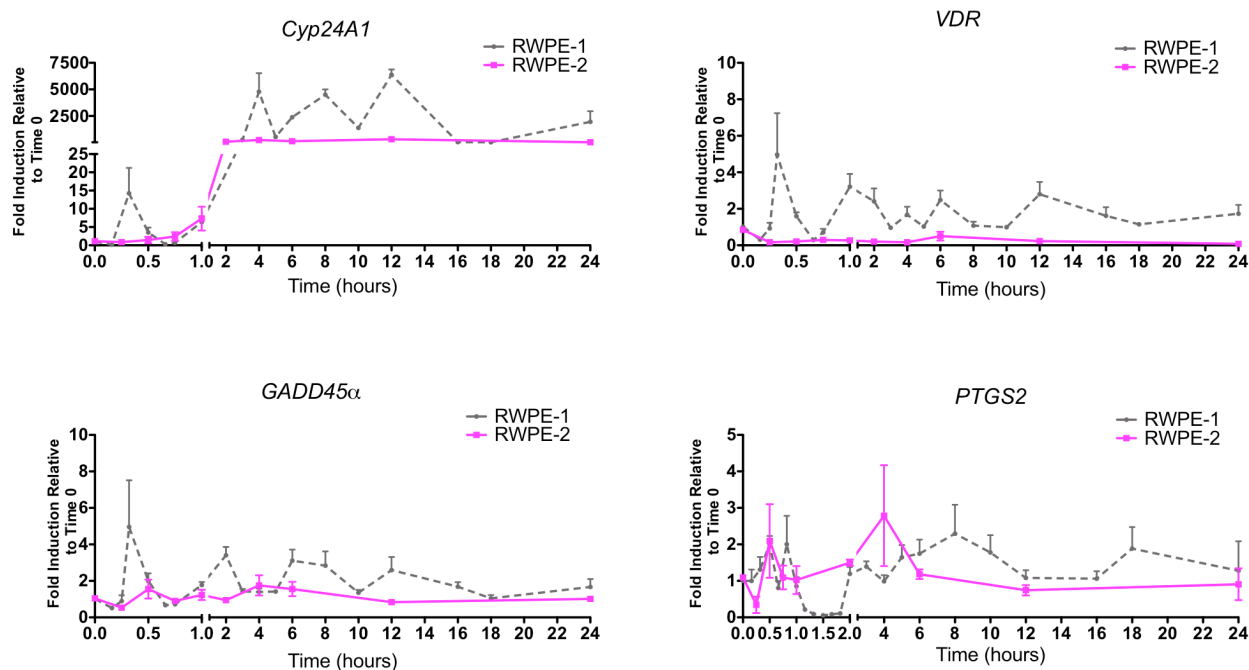 Cyp24A1
RWPE-1
RWPE-2
Fold Induction Relative
to Time 0
7500
5000
2500
25
20
15
10
5
0
0.0 0.5 1.0 2 4 6 8 10 12 14 16 18 20 22 24
Time (hours)
VDR
RWPE-1
RWPE-2
Fold Induction Relative
to Time 0
10
8
6
4
2
0
0.0 0.5 1.0 2 4 6 8 10 12 14 16 18 20 22 24
Time (hours)
GADD45α
RWPE-1
RWPE-2
Fold Induction Relative
to Time 0
10
8
6
4
2
0
0.0 0.5 1.0 2 4 6 8 10 12 14 16 18 20 22 24
Time (hours)
PTGS2
RWPE-1
RWPE-2
Fold Induction Relative
to Time 0
5
4
3
2
1
0
0.0 0.5 1.0 1.5 2.0 4 6 8 10 12 14 16 18 20 22 24
Time (hours)